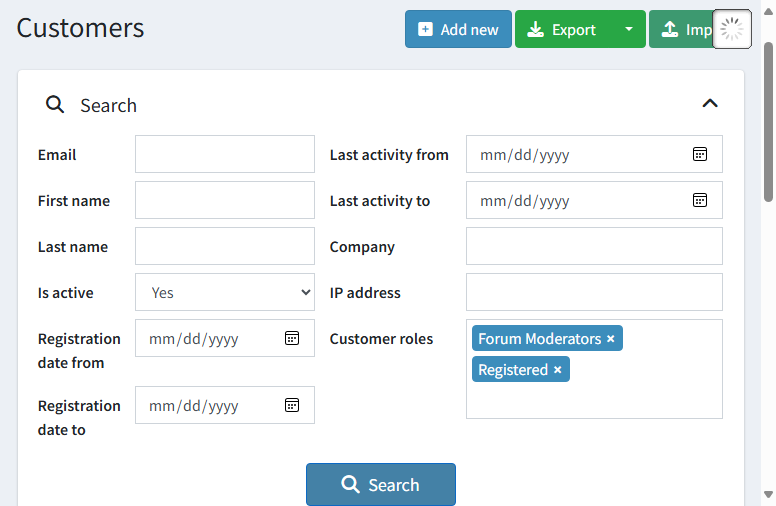 Customers
Add new
Export
Imp
Search
Email
Last activity from mm/dd/yyyy
First name
Last activity to mm/dd/yyyy
Last name
Company
Is active Yes
IP address
Registration date from mm/dd/yyyy
Customer roles
Forum Moderators ×
Registered ×
Registration date to mm/dd/yyyy
Search